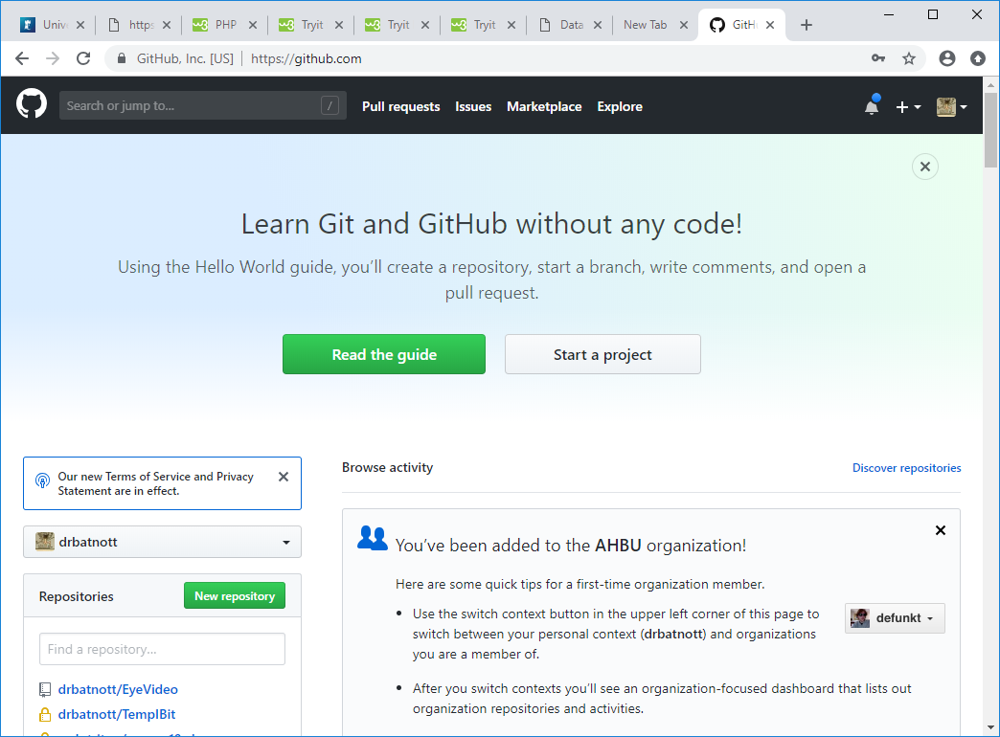 Unive
https
PHP
Tryit
Tryit
Tryit
Data
New Tab
GitHu
GitHub, Inc. [US] | https://github.com
Search or jump to...
/
Pull requests Issues Marketplace Explore
Learn Git and GitHub without any code!
Using the Hello World guide, you’ll create a repository, start a branch, write comments, and open a
pull request.
Read the guide
Start a project
Our new Terms of Service and Privacy
Statement are in effect.
drbatnott
Repositories
New repository
Find a repository...
drbatnott/EyeVideo
drbatnott/TemplBit
Browse activity
Discover repositories
You’ve been added to the AHBU organization!
Here are some quick tips for a first-time organization member.
• Use the switch context button in the upper left corner of this page to
switch between your personal context (drbatnott) and organizations
you are a member of.
defunkt
• After you switch contexts you’ll see an organization-focused dashboard that lists out
organization repositories and activities.